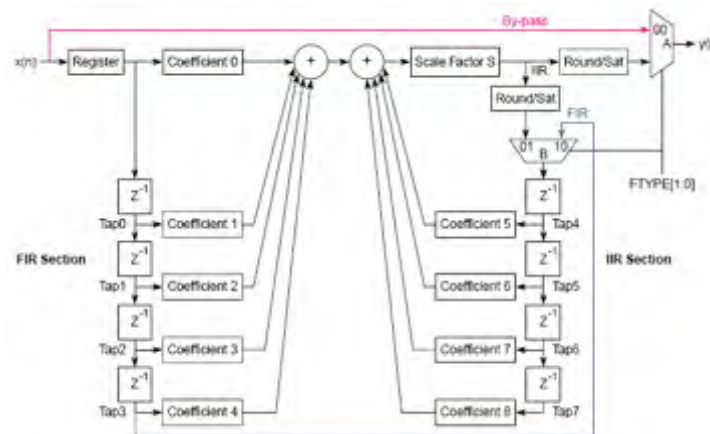 By-pass
00
A
x(n)
Register
Coefficient 0
+
+
Scale Factor S
Round/Sat
y(
IIR
Round/Sat
FIR
01 10
B
FTYPE[1:0]
Z⁻¹
Z⁻¹
Tap0
Coefficient 1
Coefficient 5
Tap4
FIR Section
Z⁻¹
Z⁻¹
IIR Section
Tap1
Coefficient 2
Coefficient 6
Tap5
Z⁻¹
Z⁻¹
Tap2
Coefficient 3
Coefficient 7
Tap6
Z⁻¹
Z⁻¹
Tap3
Coefficient 4
Coefficient 8
Tap7